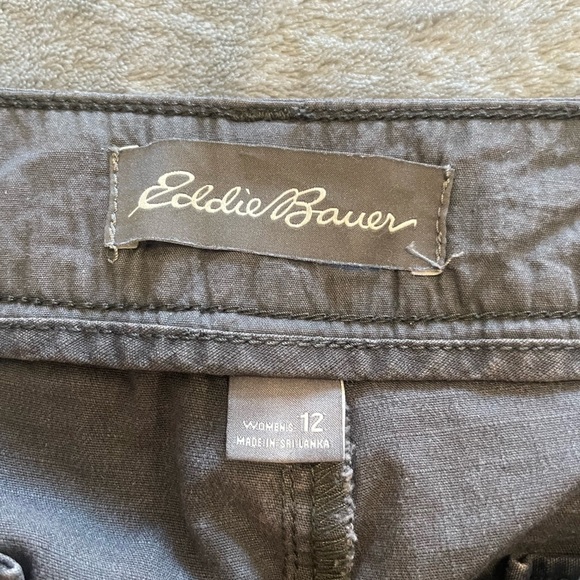 Eddie Bauer
WOMEN'S 12
MADE IN SRI LANKA